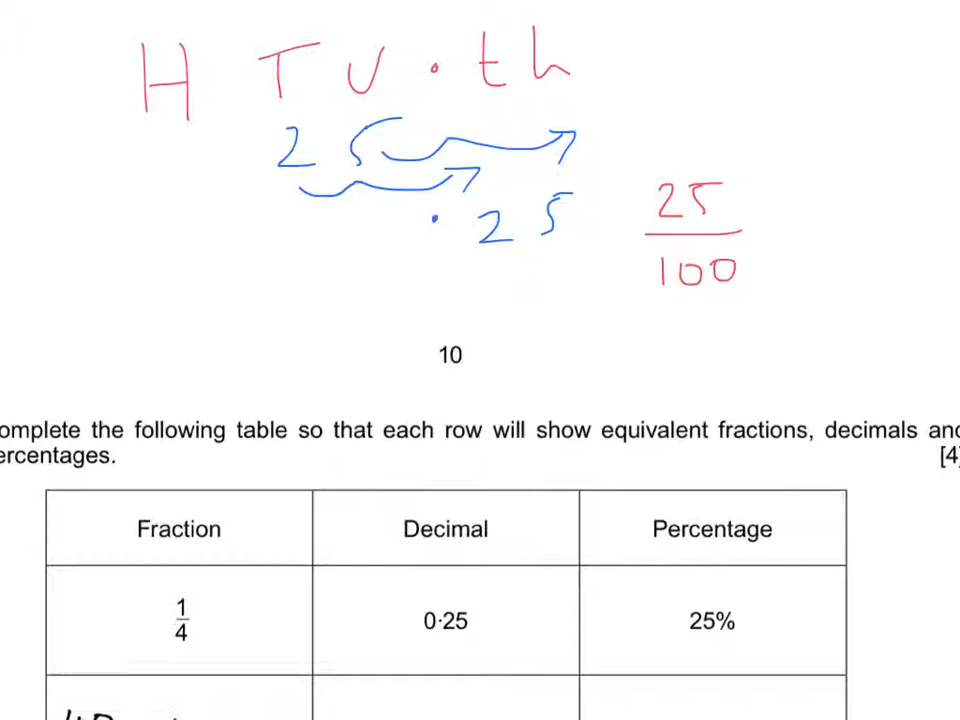 H T U . t h
2 5
. 2 5
25
100
10
omplete the following table so that each row will show equivalent fractions, decimals and
ercentages. [4]
Fraction Decimal Percentage
1/4 0·25 25%